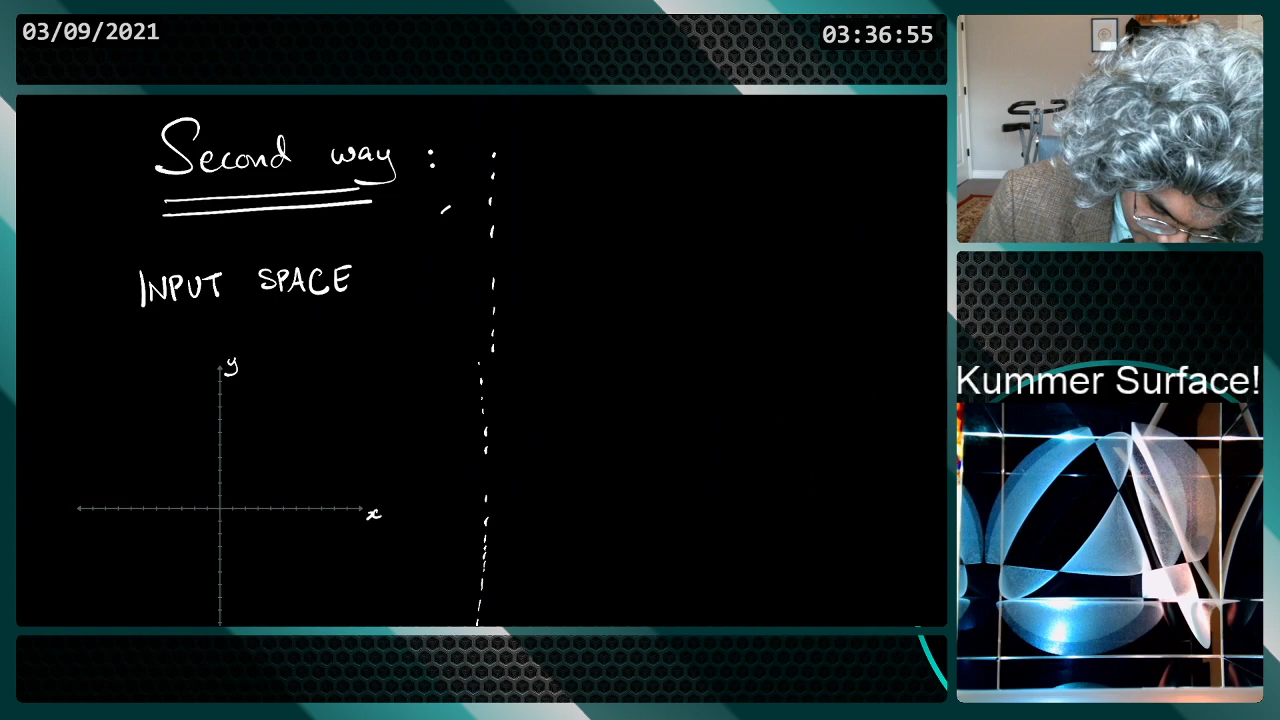 03/09/2021
03:36:55
Second way :
INPUT SPACE
y
x
Kummer Surface!